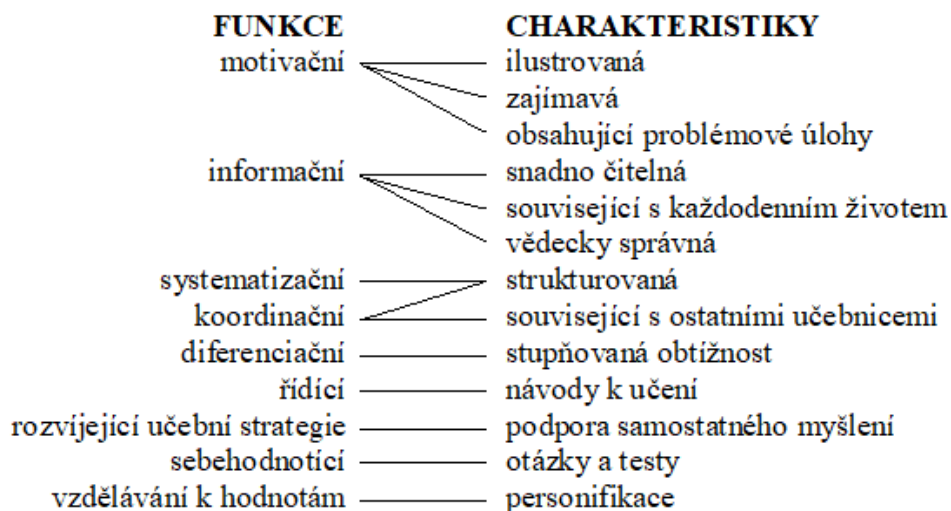 FUNKCE CHARAKTERISTIKY
motivační ilustrovaná
zajímavá
obsahující problémové úlohy
informační snadno čitelná
související s každodenním životem
vědecky správná
systematizační strukturovaná
koordinační související s ostatními učebnicemi
diferenciační stupňovaná obtížnost
řídící návody k učení
rozvíjející učební strategie podpora samostatného myšlení
sebehodnotící otázky a testy
vzdělávání k hodnotám personifikace